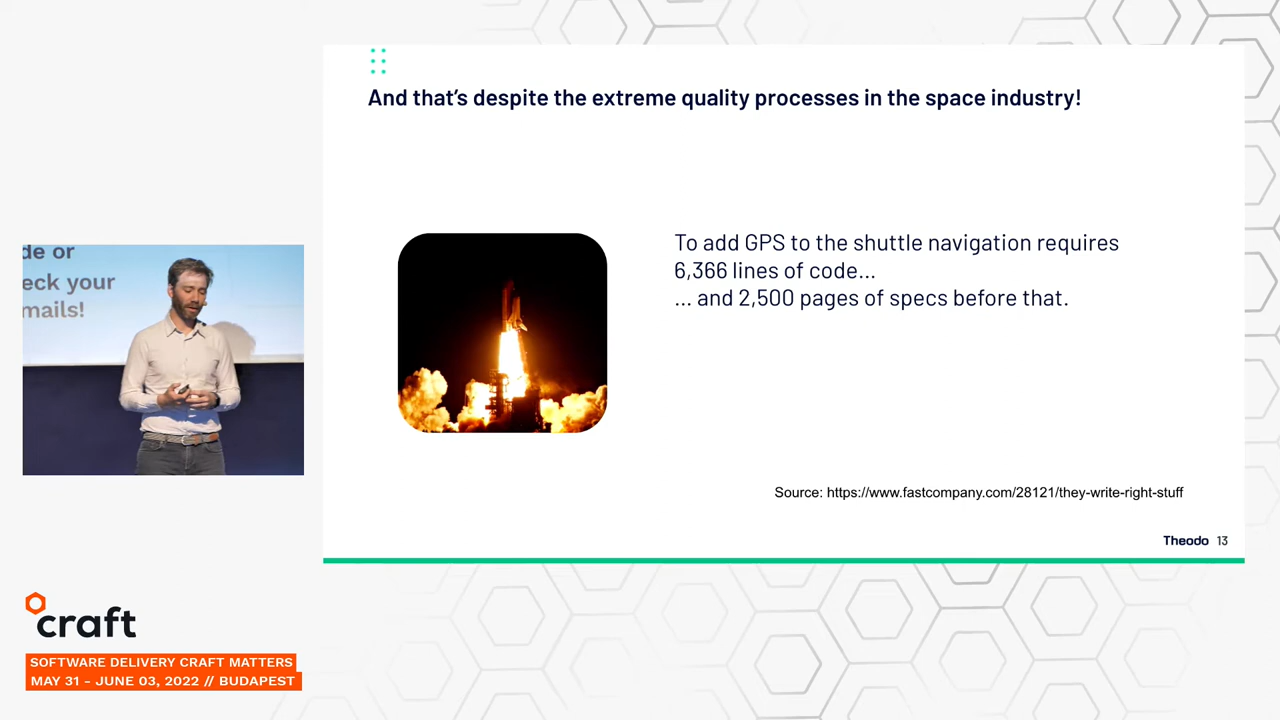 And that's despite the extreme quality processes in the space industry!
To add GPS to the shuttle navigation requires
6,366 lines of code...
... and 2,500 pages of specs before that.
Source: https://www.fastcompany.com/28121/they-write-right-stuff
Theodo 13
de or
eck your
mails!
craft
SOFTWARE DELIVERY CRAFT MATTERS
MAY 31 - JUNE 03, 2022 // BUDAPEST